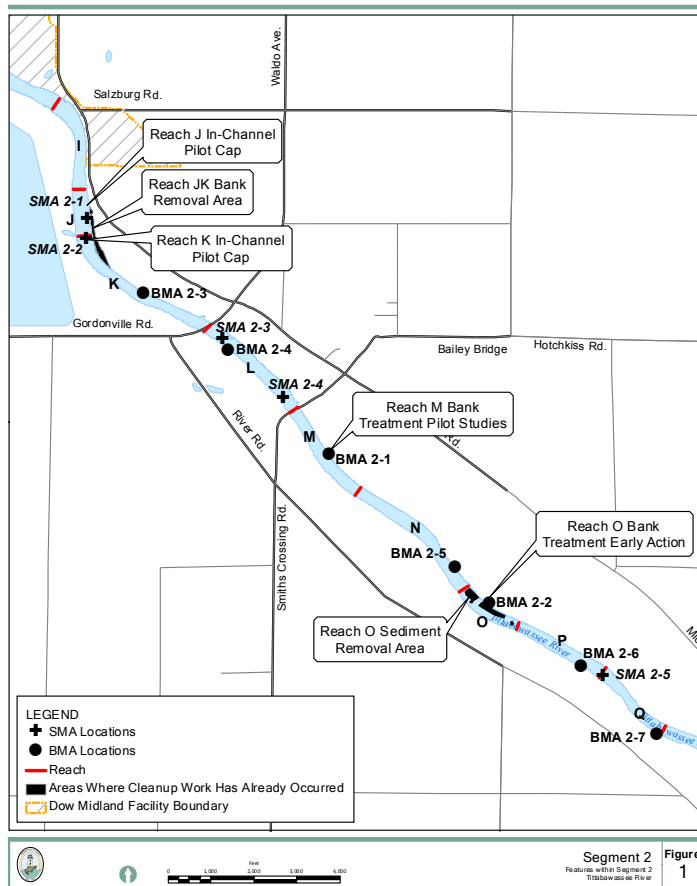 Salzburg Rd.
Waldo Ave.
I
Reach J In-Channel
Pilot Cap
Reach JK Bank
Removal Area
SMA 2-1
J
Reach K In-Channel
Pilot Cap
SMA 2-2
K
BMA 2-3
Gordonville Rd.
SMA 2-3
BMA 2-4
Bailey Bridge
Hotchkiss Rd.
L
SMA 2-4
River Rd.
Reach M Bank
Treatment Pilot Studies
Rd.
M
BMA 2-1
Smiths Crossing Rd.
N
Reach O Bank
Treatment Early Action
BMA 2-5
BMA 2-2
O
Tittabawassee River
Reach O Sediment
Removal Area
P
BMA 2-6
SMA 2-5
Q
BMA 2-7
LEGEND
SMA Locations
BMA Locations
Reach
Areas Where Cleanup Work Has Already Occurred
Dow Midland Facility Boundary
Feet
0 1,000 2,000 3,000 4,000
Segment 2
Features within Segment 2
Tittabawassee River
Figure
1